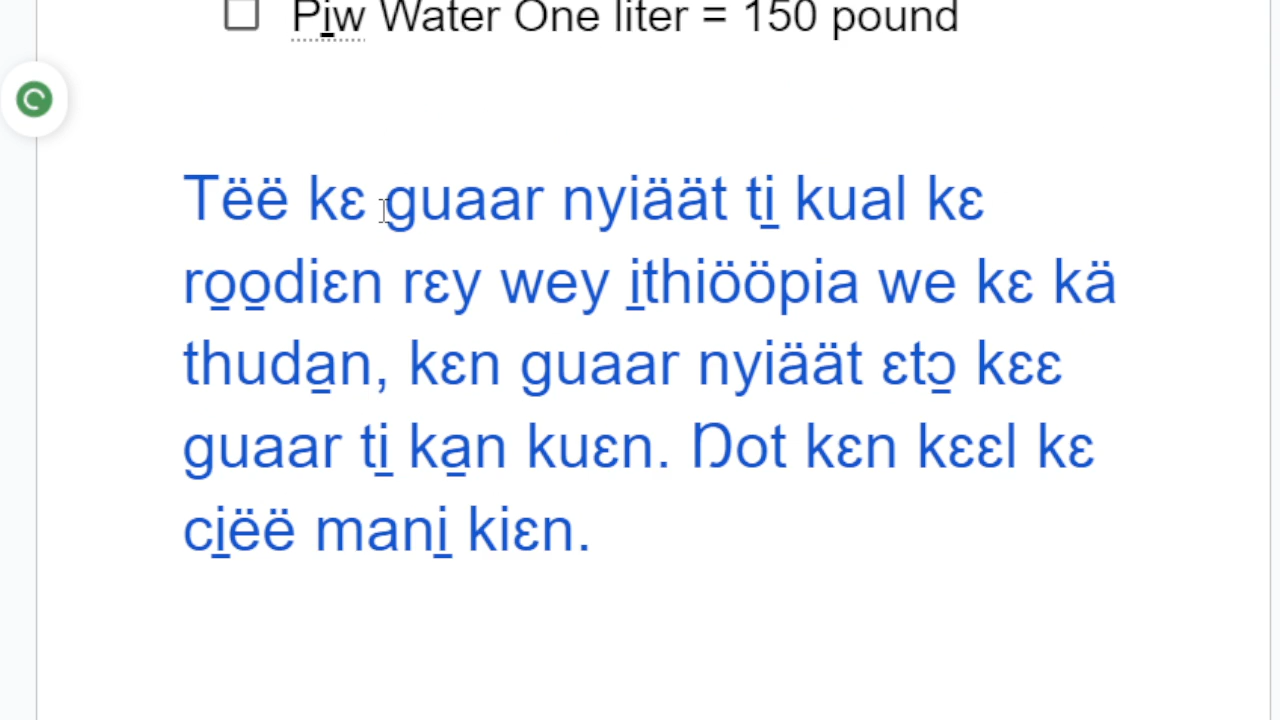 Pi̱w Water One liter = 150 pound
Tëë kɛ guaar nyiäät ti̱ kual kɛ
ro̱o̱diɛn rɛy wey i̱thiööpia we kɛ kä
thuda̱n, kɛn guaar nyiäät ɛtɔ̱ kɛɛ
guaar ti̱ ka̱n kuɛn. Ŋot kɛn kɛɛl kɛ
ci̱ëë mani̱ kiɛn.